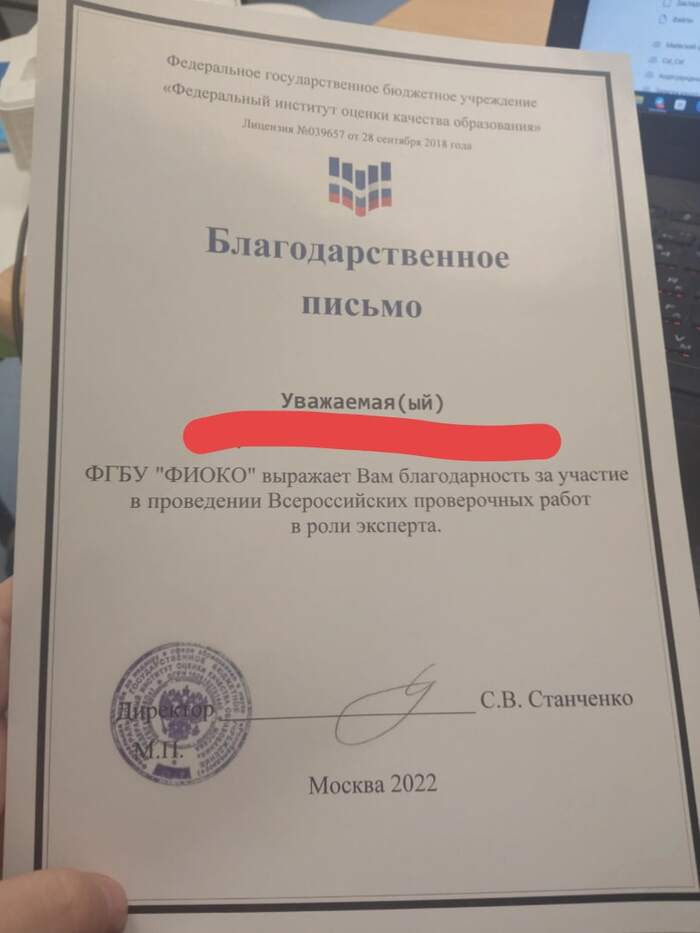 Федеральное государственное бюджетное учреждение
«Федеральный институт оценки качества образования»
Лицензия №039657 от 28 сентября 2018 года
Благодарственное
письмо
Уважаемая(ый)
ФГБУ "ФИОКО" выражает Вам благодарность за участие
в проведении Всероссийских проверочных работ
в роли эксперта.
Директор
С.В. Станченко
М.П.
Москва 2022